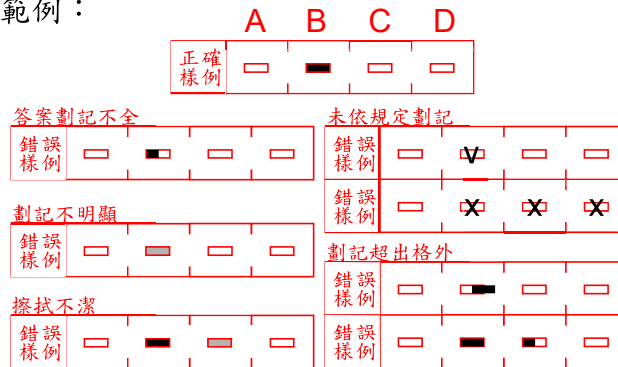 範例：
A B C D
正確
樣例
答案劃記不全
錯誤
樣例
劃記不明顯
錯誤
樣例
擦拭不潔
錯誤
樣例
未依規定劃記
錯誤
樣例
V
錯誤
樣例
X X X
劃記超出格外
錯誤
樣例
錯誤
樣例